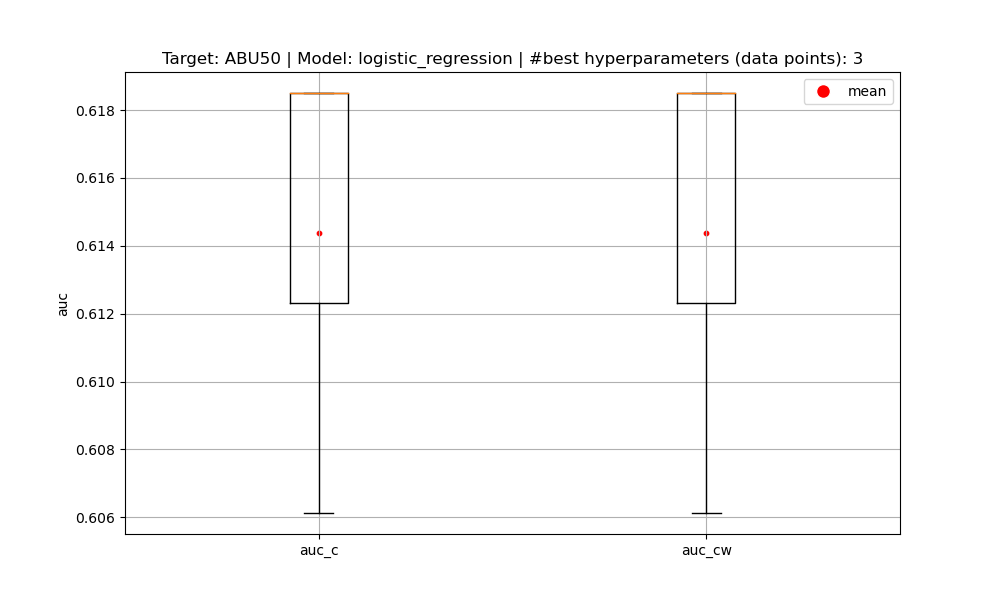 Target: ABU50 | Model: logistic_regression | #best hyperparameters (data points): 3
mean
0.618
0.616
0.614
0.612
0.610
0.608
0.606
auc
auc_c
auc_cw